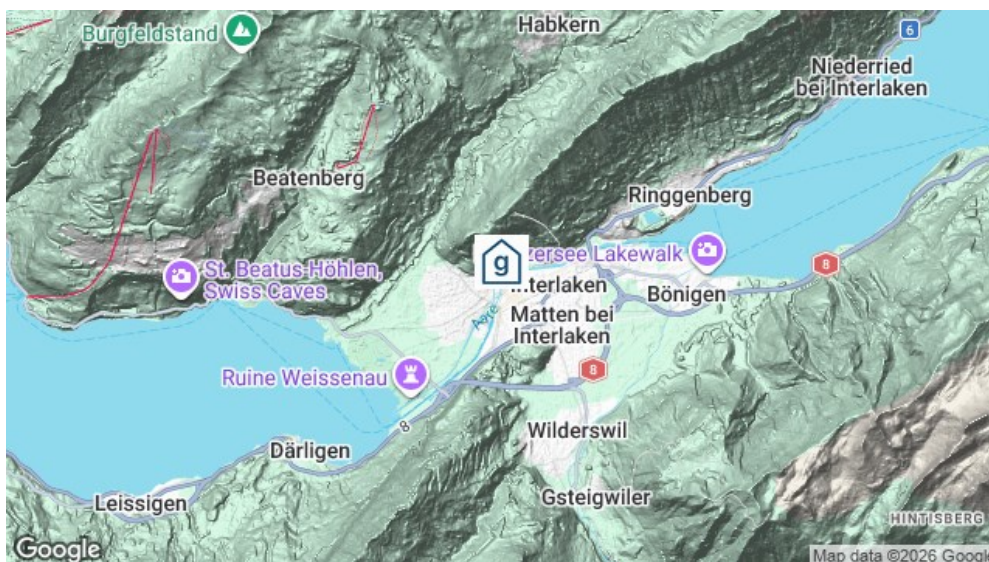 Habkern
Burgfeldstand
6
Niederried
bei Interlaken
Beatenberg
Ringgenberg
St. Beatus-Höhlen,
Swiss Caves
g
zersee Lakewalk
8
Interlaken
Bönigen
Aare
Matten bei
Interlaken
Ruine Weissenau
8
8
Wilderswil
Därligen
Leissigen
Gsteigwiler
HINTISBERG
Google
Map data ©2026 Google